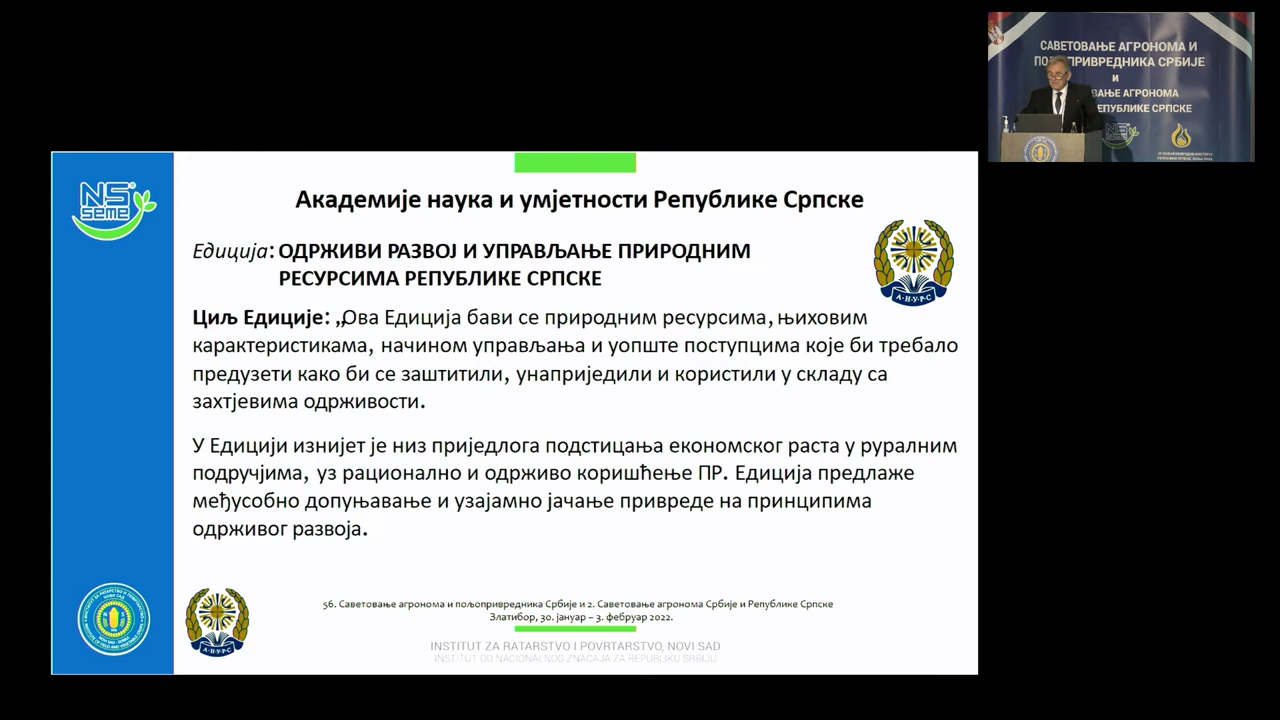 САВЕТОВАЊЕ АГРОНОМА И
ПОЉОПРИВРЕДНИКА СРБИЈЕ
и
ВАЊЕ АГРОНОМА
РЕПУБЛИКЕ СРПСКЕ
NS
seme
Академије наука и умјетности Републике Српске
Едиција: ОДРЖИВИ РАЗВОЈ И УПРАВЉАЊЕ ПРИРОДНИМ
РЕСУРСИМА РЕПУБЛИКЕ СРПСКЕ
А·Н·У·Р·С
Циљ Едиције: „Ова Едиција бави се природним ресурсима, њиховим
карактеристикама, начином управљања и уопште поступцима које би требало
предузети како би се заштитили, унаприједили и користили у складу са
захтјевима одрживости.
У Едицији изнијет је низ приједлога подстицања економског раста у руралним
подручјима, уз рационално и одрживо коришћење ПР. Едиција предлаже
међусобно допуњавање и узајамно јачање привреде на принципима
одрживог развоја.
А·Н·У·Р·С
56. Саветовање агронома и пољопривредника Србије и 2. Саветовање агронома Србије и Републике Српске
Златибор, 30. јануар – 3. фебруар 2022.
INSTITUT ZA RATARSTVO I POVRTARSTVO, NOVI SAD
INSTITUT OD NACIONALNOG ZNAČAJA ZA REPUBLIKU SRBIJU